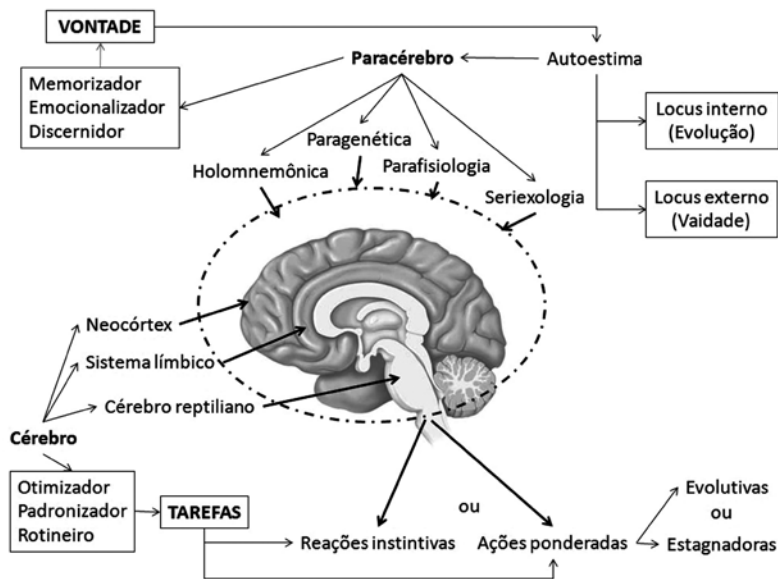 VONTADE
Paracérebro
Autoestima
Memorizador
Emocionalizador
Discernidor
Locus interno
(Evolução)
Paragenética
Holomnemônica
Parafisiologia
Seriexologia
Locus externo
(Vaidade)
Neocórtex
Sistema límbico
Cérebro reptiliano
Cérebro
Otimizador
Padronizador
Rotineiro
TAREFAS
ou
Reações instintivas
Ações ponderadas
Evolutivas
ou
Estagnadoras